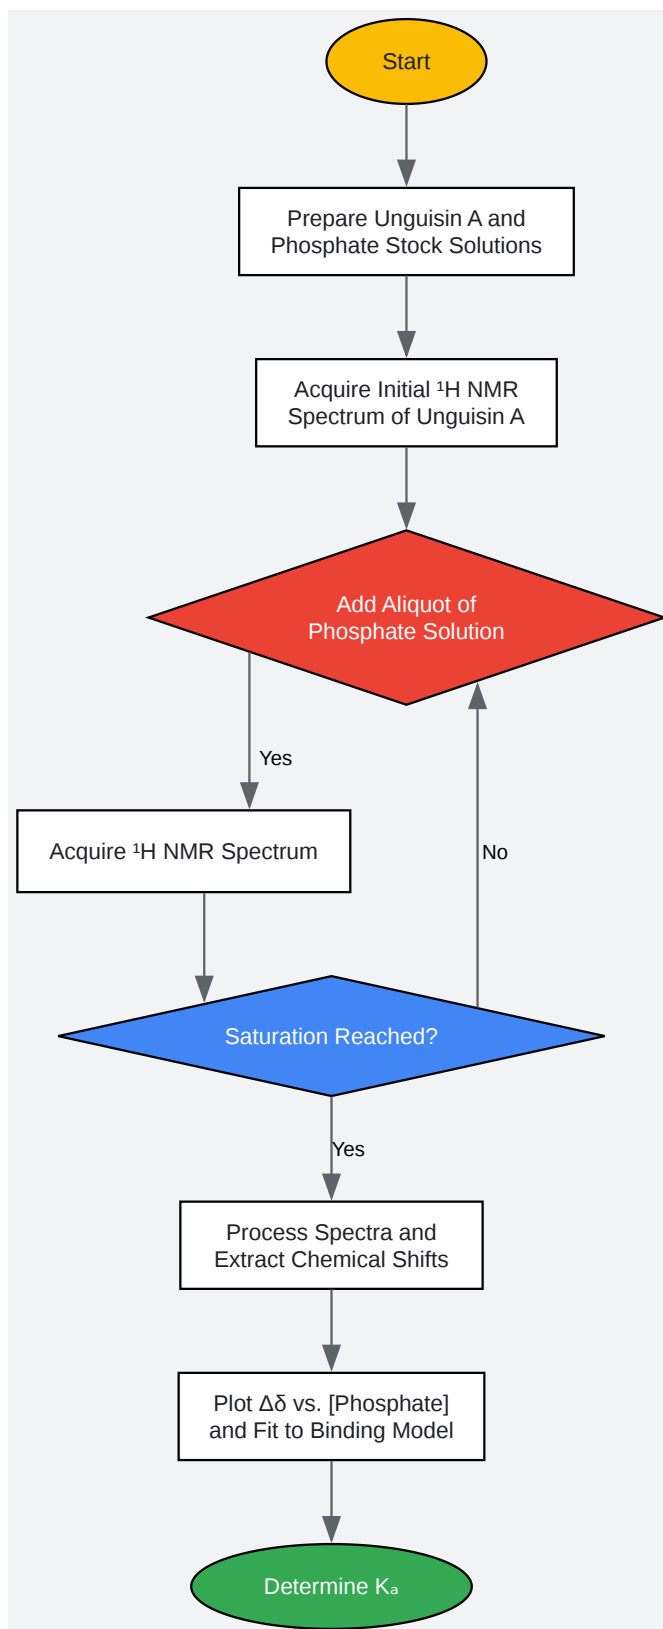 Start
Prepare Unguisin A and
Phosphate Stock Solutions
Acquire Initial ¹H NMR
Spectrum of Unguisin A
Add Aliquot of
Phosphate Solution
Yes
Acquire ¹H NMR Spectrum
No
Saturation Reached?
Yes
Process Spectra and
Extract Chemical Shifts
Plot Δδ vs. [Phosphate]
and Fit to Binding Model
Determine Kₐ